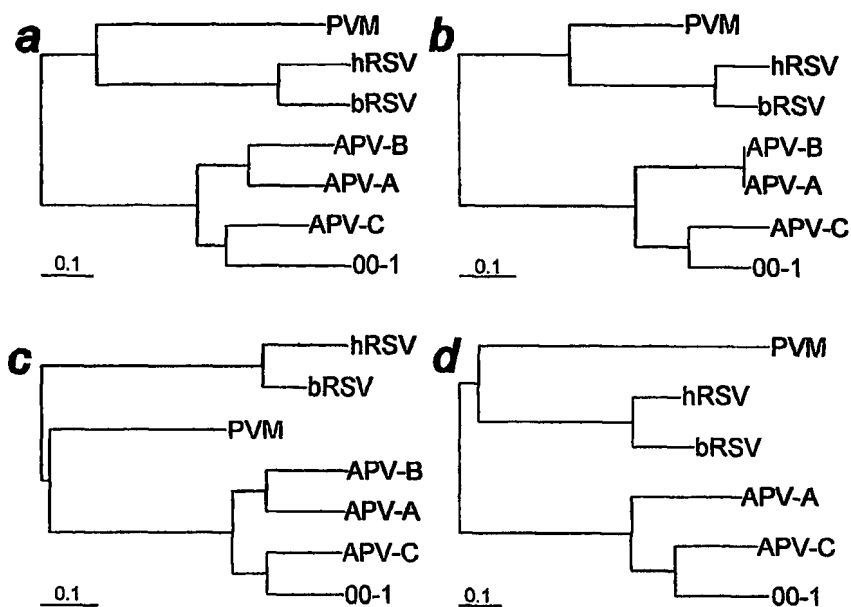 a
PVM
hRSV
bRSV
APV-B
APV-A
APV-C
00-1
0.1
b
PVM
hRSV
bRSV
APV-B
APV-A
APV-C
00-1
0.1
c
hRSV
bRSV
PVM
APV-B
APV-A
APV-C
00-1
0.1
d
PVM
hRSV
bRSV
APV-A
APV-C
00-1
0.1